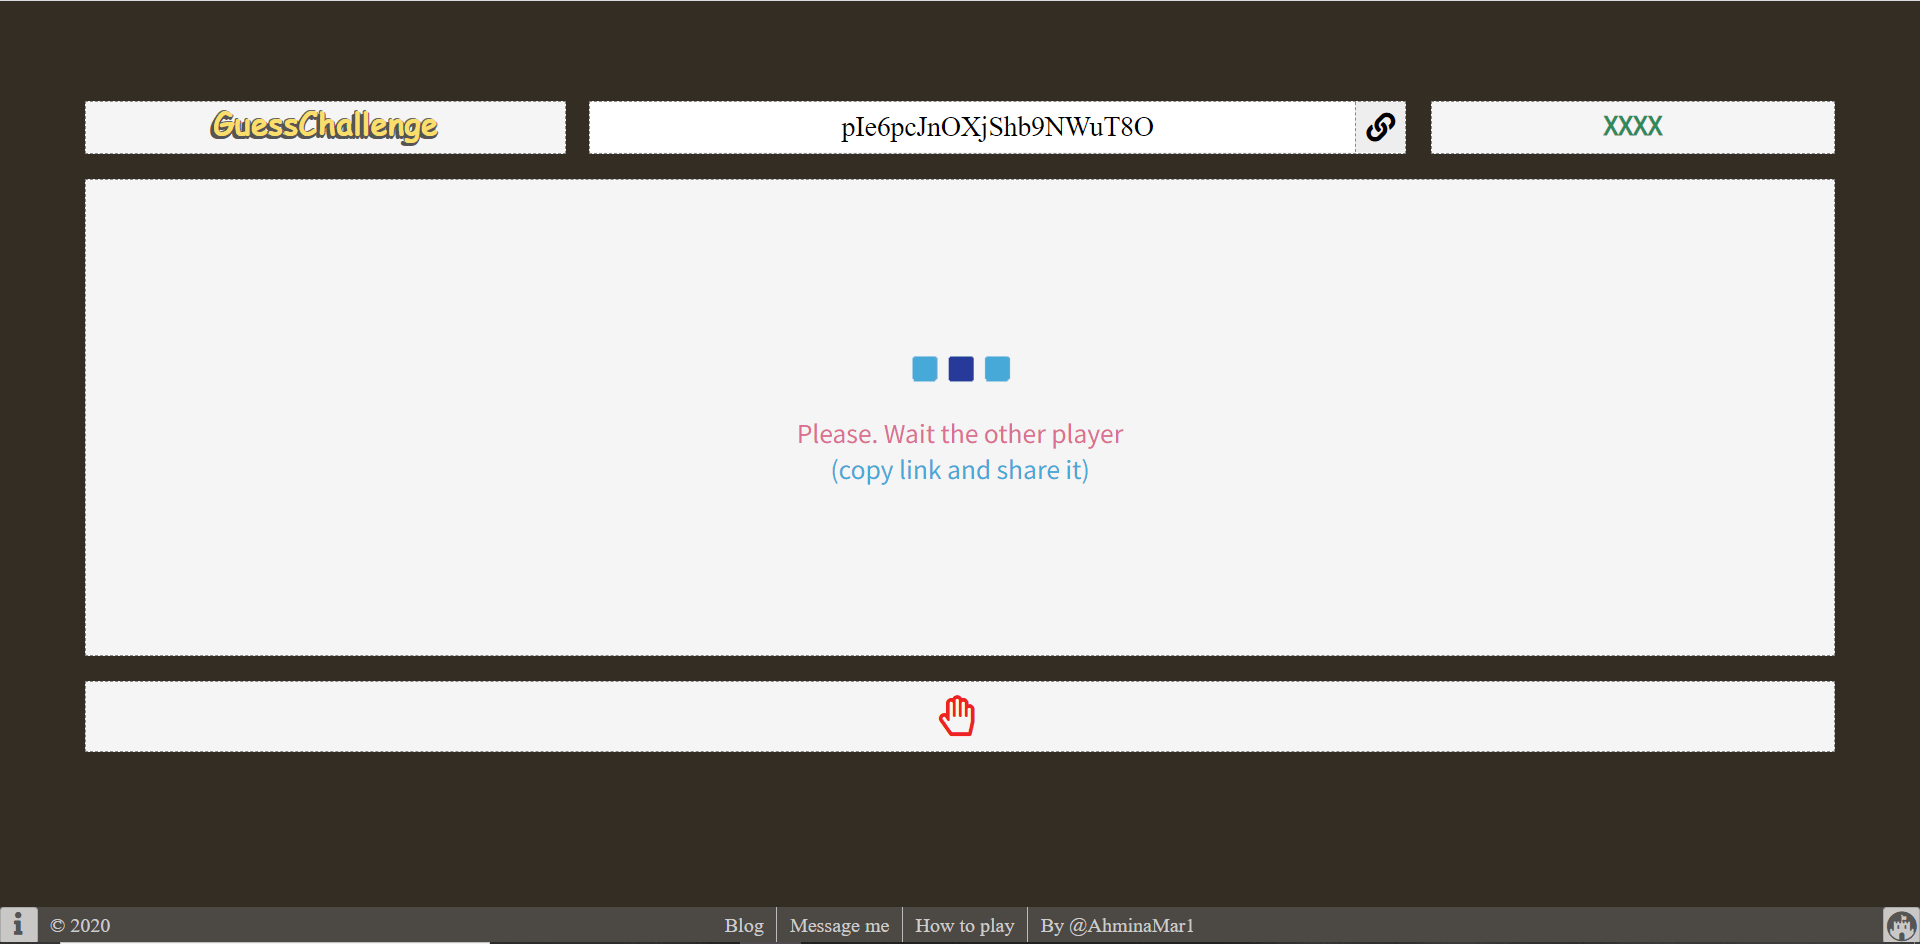 GuessChallenge
pIe6pcJnOXjShb9NWuT8O
XXXX
Please. Wait the other player
(copy link and share it)
© 2020
Blog
Message me
How to play
By @AhminaMar1